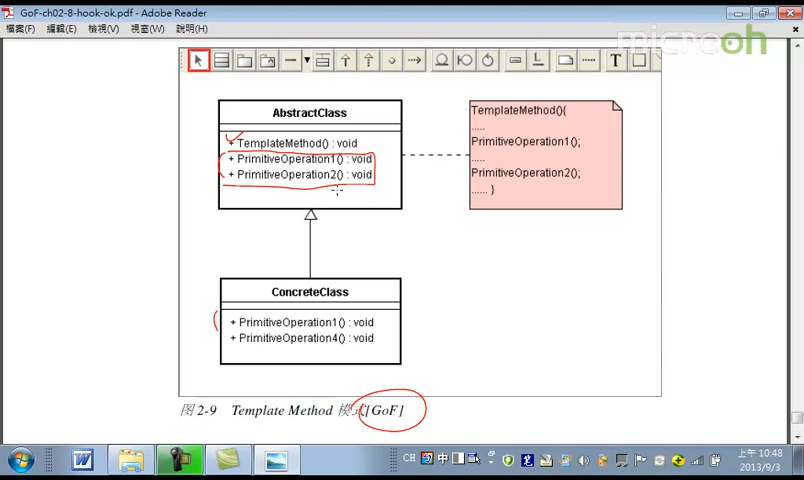 GoF-ch02-8-hook-ok.pdf - Adobe Reader
檔案(F) 編輯(E) 檢視(V) 視窗(W) 說明(H)
microoh
T
AbstractClass
+ TemplateMethod() : void
+ PrimitiveOperation1() : void
+ PrimitiveOperation2() : void
TemplateMethod(){
.....
PrimitiveOperation1();
.....
PrimitiveOperation2();
...... }
ConcreteClass
+ PrimitiveOperation1() : void
+ PrimitiveOperation4() : void
图 2-9 Template Method 模式[GoF]
CH 中
上午 10:48
2013/9/3